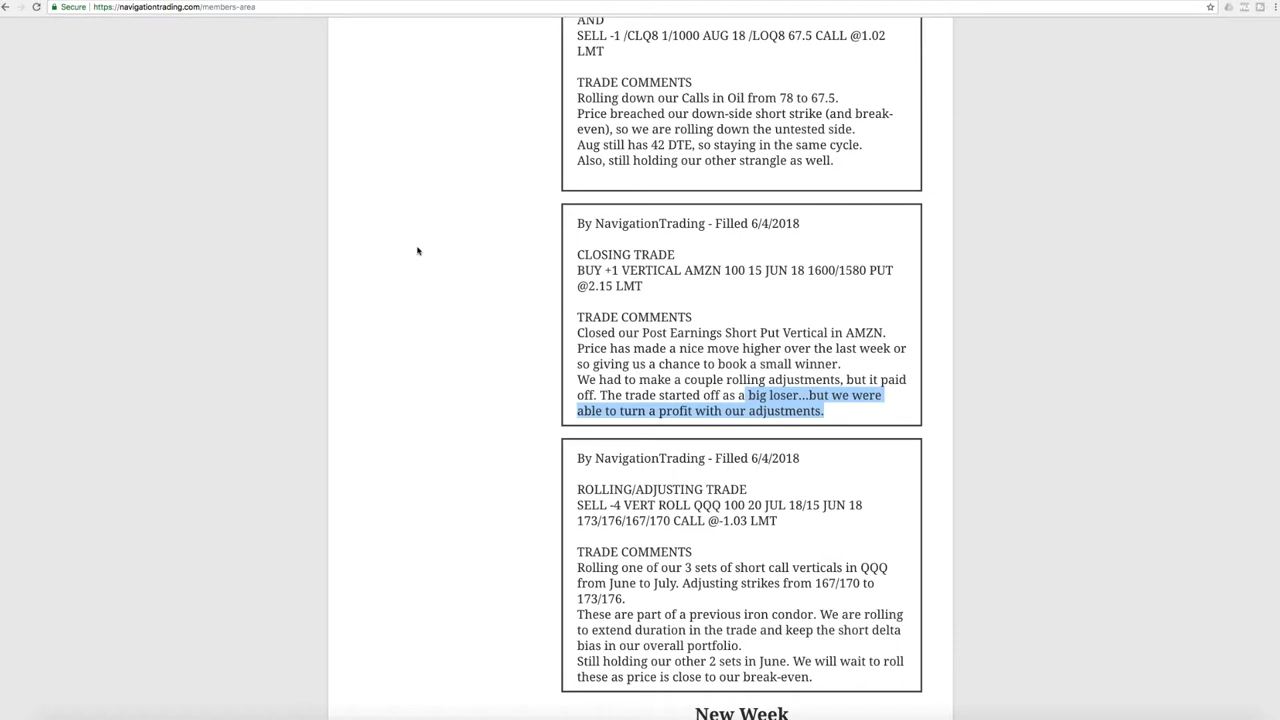 Secure
https://navigationtrading.com/members-area
AND
SELL -1 /CLQ8 1/1000 AUG 18 /LOQ8 67.5 CALL @1.02
LMT
TRADE COMMENTS
Rolling down our Calls in Oil from 78 to 67.5.
Price breached our down-side short strike (and break-
even), so we are rolling down the untested side.
Aug still has 42 DTE, so staying in the same cycle.
Also, still holding our other strangle as well.
By NavigationTrading - Filled 6/4/2018
CLOSING TRADE
BUY +1 VERTICAL AMZN 100 15 JUN 18 1600/1580 PUT
@2.15 LMT
TRADE COMMENTS
Closed our Post Earnings Short Put Vertical in AMZN.
Price has made a nice move higher over the last week or
so giving us a chance to book a small winner.
We had to make a couple rolling adjustments, but it paid
off. The trade started off as a big loser...but we were
able to turn a profit with our adjustments.
By NavigationTrading - Filled 6/4/2018
ROLLING/ADJUSTING TRADE
SELL -4 VERT ROLL QQQ 100 20 JUL 18/15 JUN 18
173/176/167/170 CALL @-1.03 LMT
TRADE COMMENTS
Rolling one of our 3 sets of short call verticals in QQQ
from June to July. Adjusting strikes from 167/170 to
173/176.
These are part of a previous iron condor. We are rolling
to extend duration in the trade and keep the short delta
bias in our overall portfolio.
Still holding our other 2 sets in June. We will wait to roll
these as price is close to our break-even.
New Week